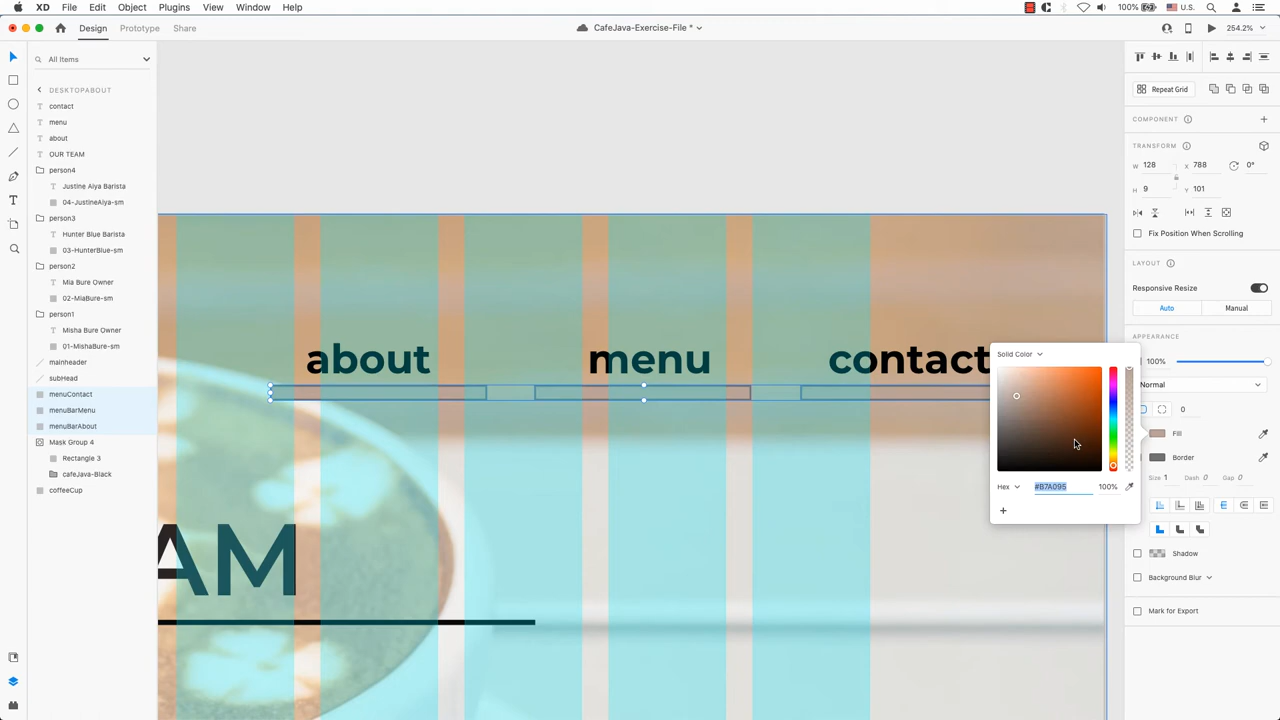 XD File Edit Object Plugins View Window Help 100% U.S.
Design Prototype Share CafeJava-Exercise-File * 254.2%
All Items
DESKTOPABOUT
contact
menu
about
OUR TEAM
person4
Justine Aiya Barista
04-JustineAiya-sm
person3
Hunter Blue Barista
03-HunterBlue-sm
person2
Mia Bure Owner
02-MiaBure-sm
person1
Misha Bure Owner
01-MishaBure-sm
mainheader
subHead
menuContact
menuBarMenu
menuBarAbout
Mask Group 4
Rectangle 3
cafeJava-Black
coffeeCup
about menu contact
AM
Solid Color
Hex #B7A095 100%
+
Repeat Grid
COMPONENT
TRANSFORM
W 128 X 788 0°
H 9 Y 101
Fix Position When Scrolling
LAYOUT
Responsive Resize
Auto Manual
APPEARANCE
100%
Normal
0
Fill
Border
Size 1 Dash 0 Gap 0
Shadow
Background Blur
Mark for Export